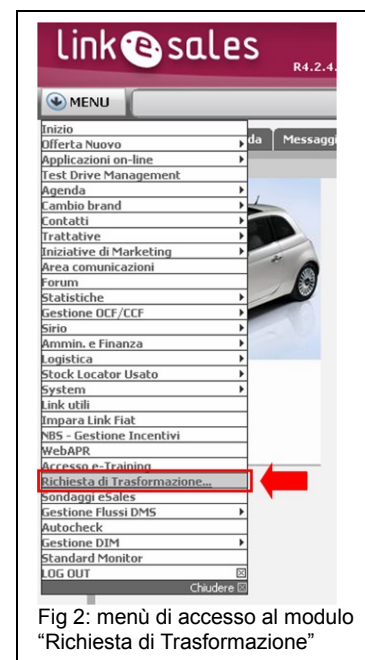 link e sales
R4.2.4.
MENU
da Messaggi
Inizio
Offerta Nuovo
Applicazioni on-line
Test Drive Management
Agenda
Cambio brand
Contatti
Trattative
Iniziative di Marketing
Area comunicazioni
Forum
Statistiche
Gestione OCF/CCF
Sirio
Ammin. e Finanza
Logistica
Stock Locator Usato
System
Link utili
Impara Link Fiat
NBS - Gestione Incentivi
WebAPR
Accesso e-Training
Richiesta di Trasformazione...
Sondaggi eSales
Gestione Flussi DMS
Autocheck
Gestione DIM
Standard Monitor
LOG OUT
Chiudere
Fig 2: menù di accesso al modulo
“Richiesta di Trasformazione”